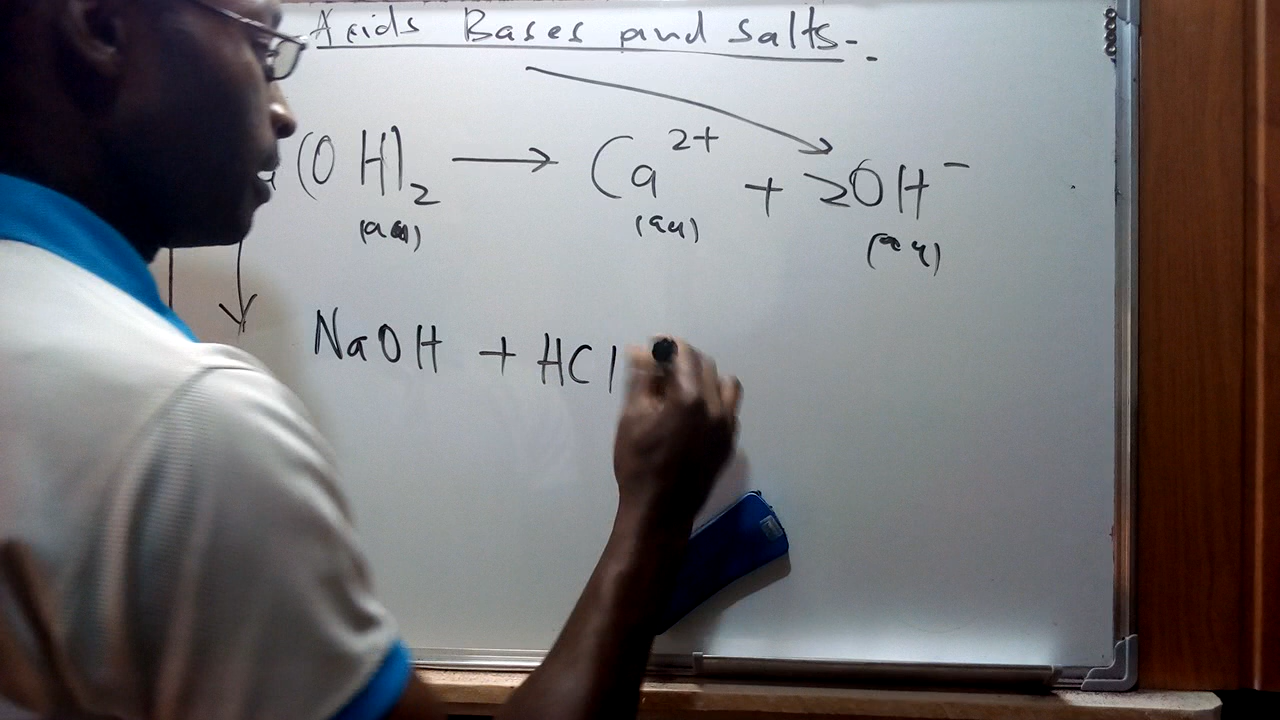 Acids Bases and salts.
(OH)₂ → Ca²⁺ + 2OH⁻
(aq) (aq) (aq)
NaOH + HCl